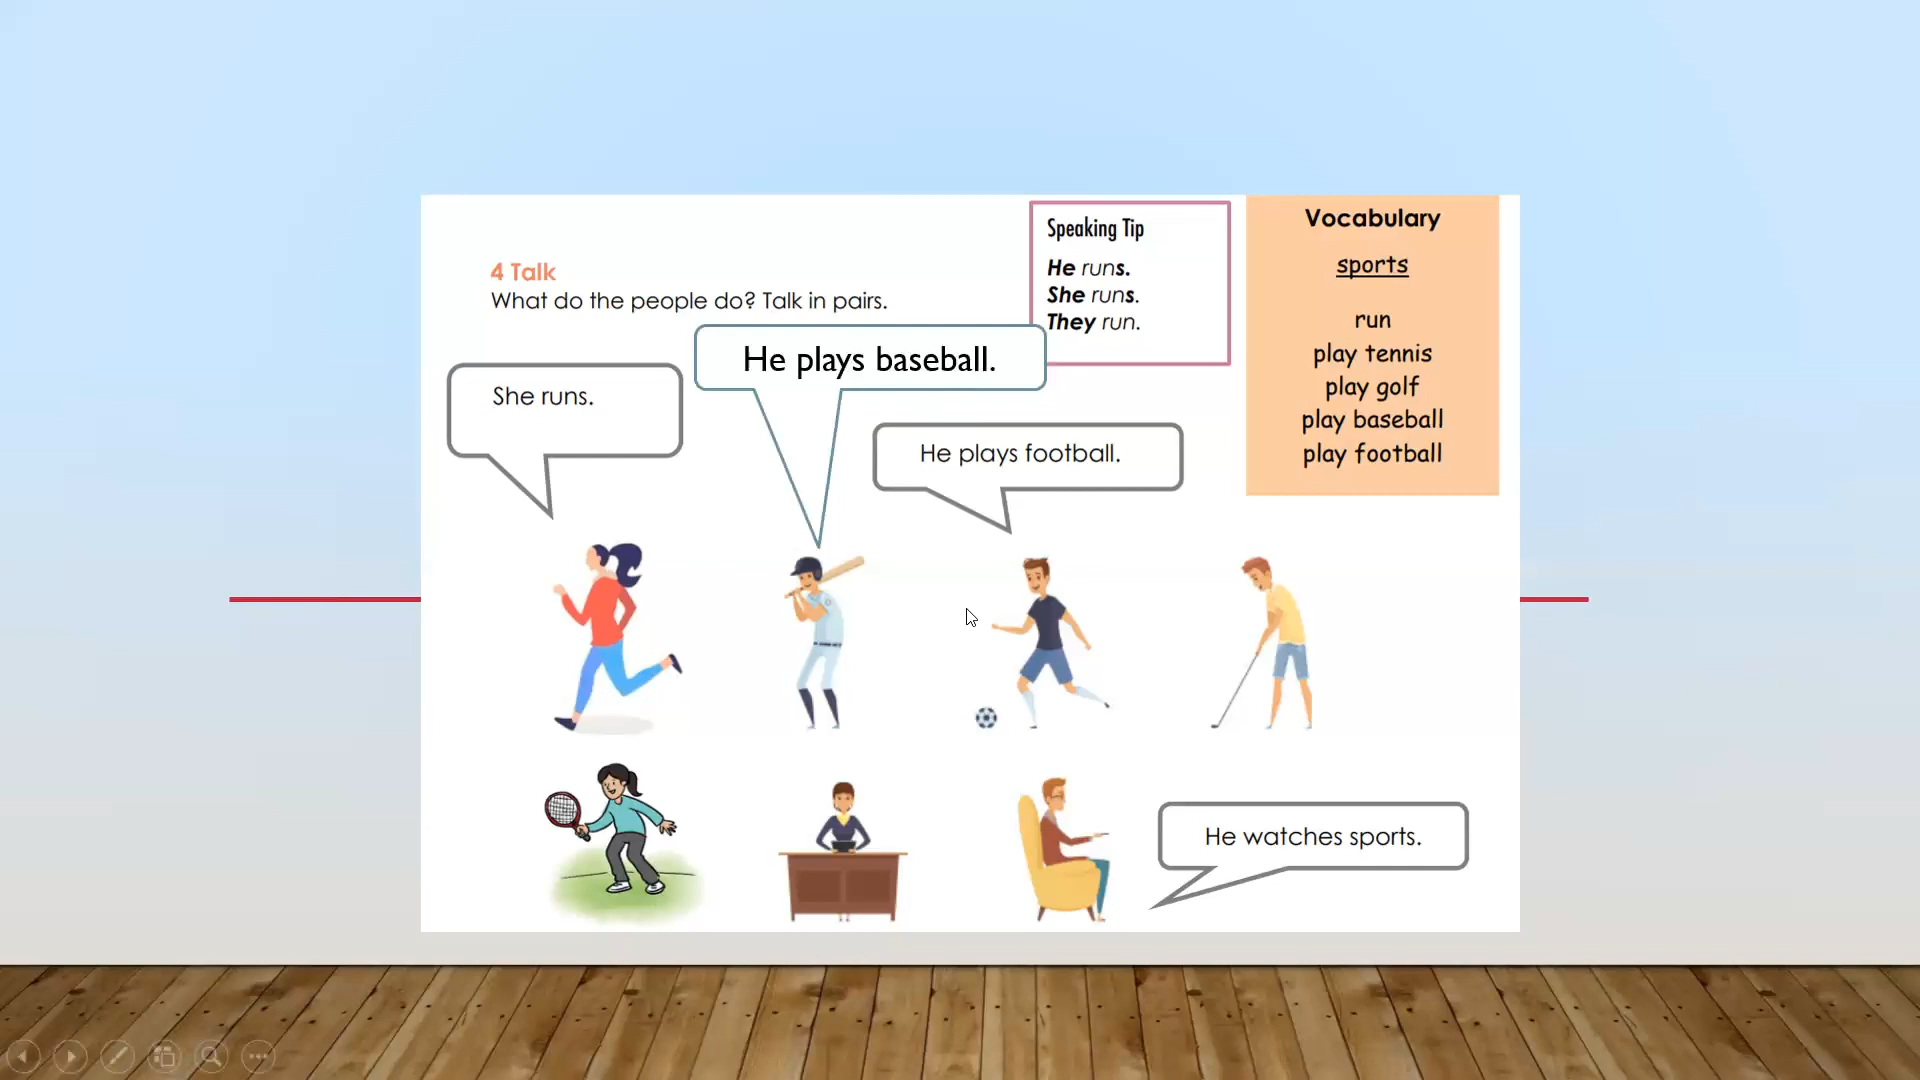 4 Talk
What do the people do? Talk in pairs.
Speaking Tip
He runs.
She runs.
They run.
Vocabulary
sports
run
play tennis
play golf
play baseball
play football
She runs.
He plays baseball.
He plays football.
He watches sports.